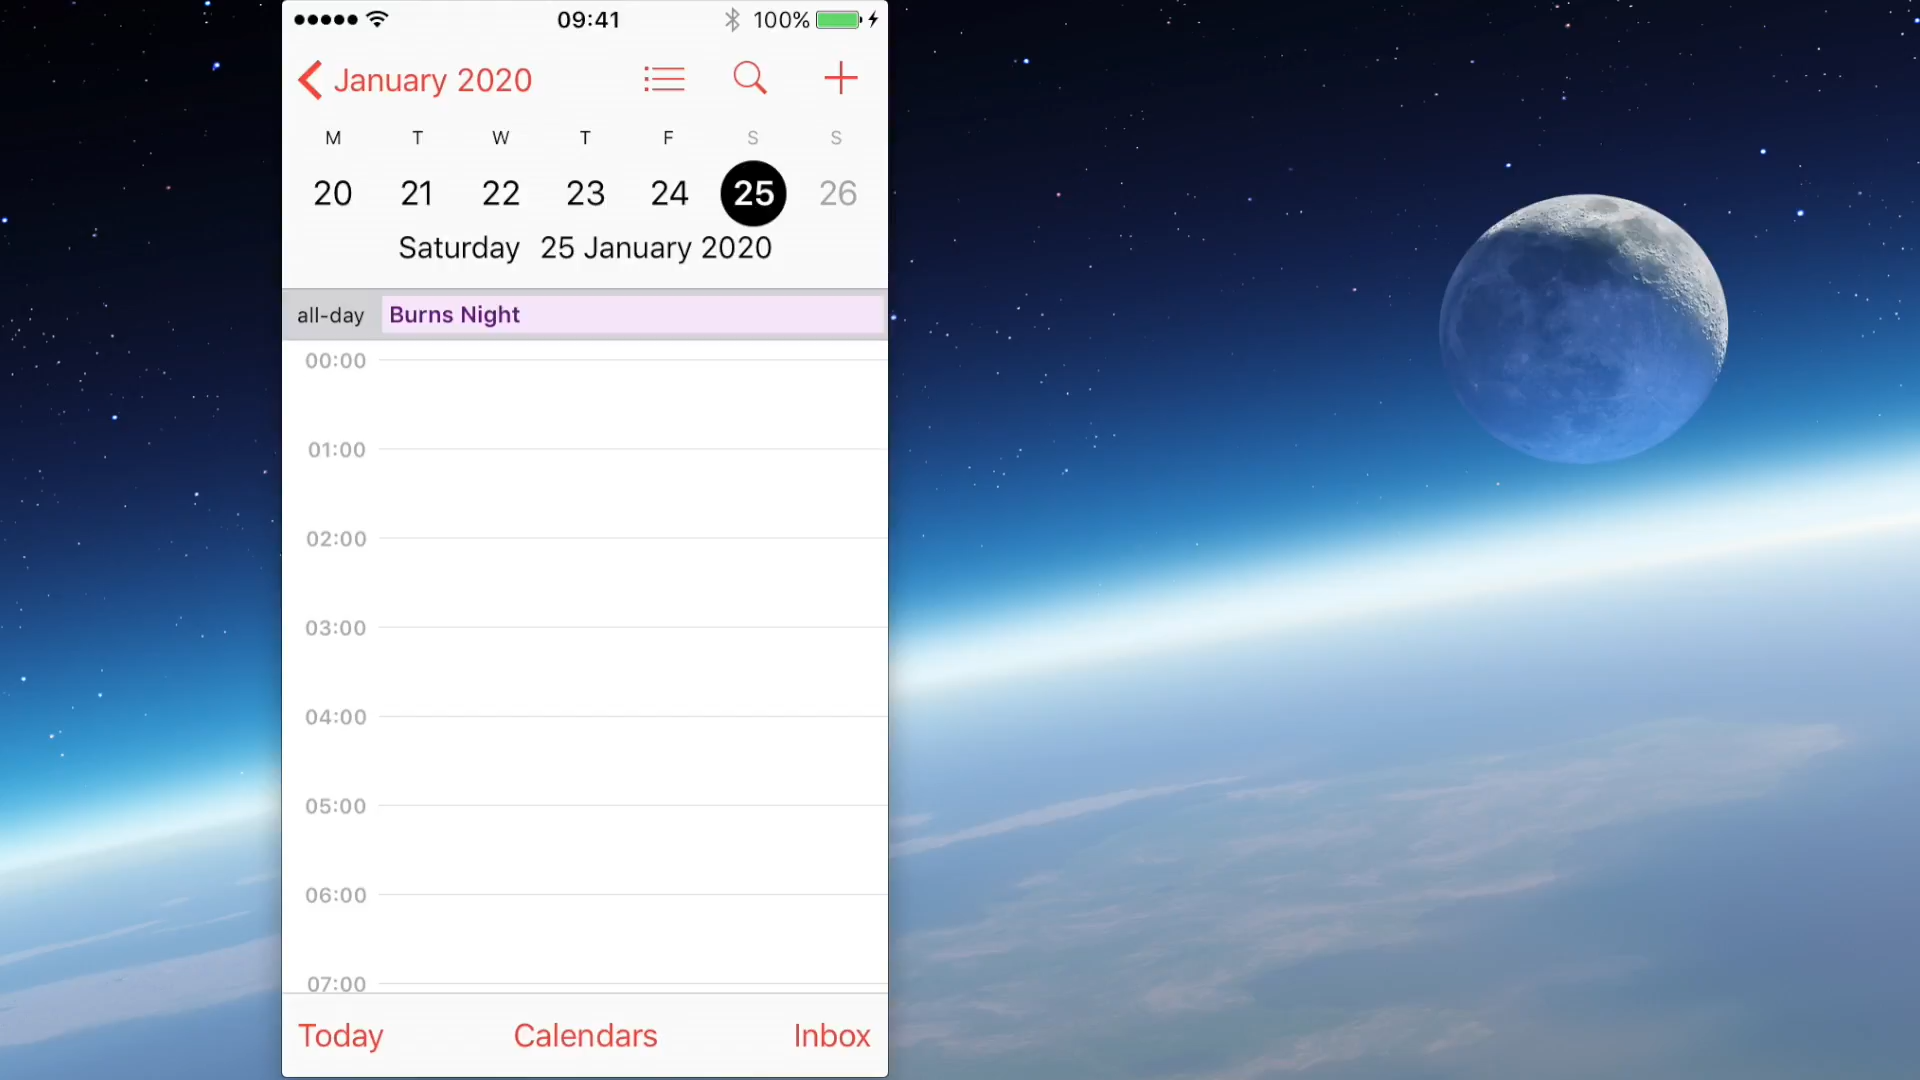 09:41 100%
January 2020
M T W T F S S
20 21 22 23 24 25 26
Saturday 25 January 2020
all-day Burns Night
00:00
01:00
02:00
03:00
04:00
05:00
06:00
07:00
Today Calendars Inbox